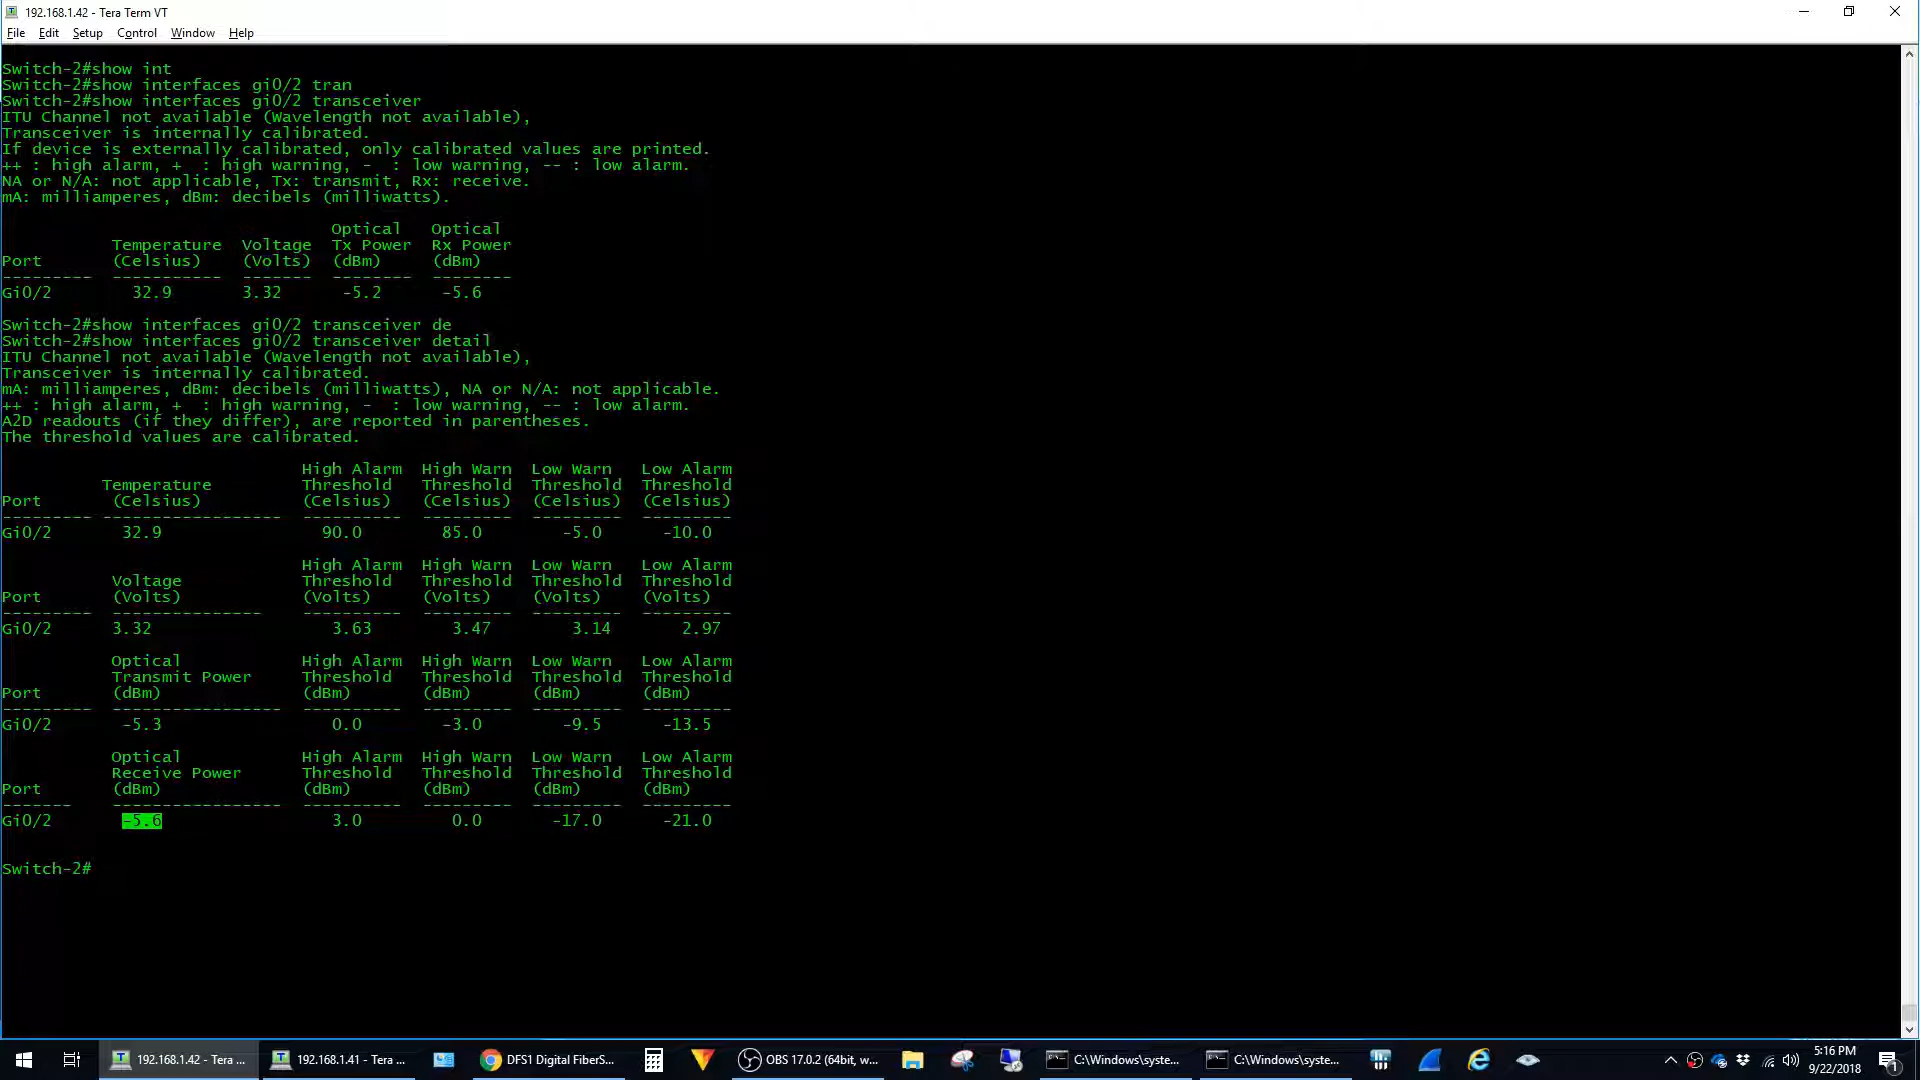 192.168.1.42 - Tera Term VT
File Edit Setup Control Window Help
Switch-2#show int
Switch-2#show interfaces gi0/2 tran
Switch-2#show interfaces gi0/2 transceiver
ITU Channel not available (Wavelength not available),
Transceiver is internally calibrated.
If device is externally calibrated, only calibrated values are printed.
++ : high alarm, +  : high warning, -  : low warning, -- : low alarm.
NA or N/A: not applicable, Tx: transmit, Rx: receive.
mA: milliamperes, dBm: decibels (milliwatts).
Optical Optical
Temperature Voltage Tx Power Rx Power
Port (Celsius) (Volts) (dBm) (dBm)
--------- ----------- ------- -------- --------
Gi0/2 32.9 3.32 -5.2 -5.6
Switch-2#show interfaces gi0/2 transceiver de
Switch-2#show interfaces gi0/2 transceiver detail
ITU Channel not available (Wavelength not available),
Transceiver is internally calibrated.
mA: milliamperes, dBm: decibels (milliwatts), NA or N/A: not applicable.
++ : high alarm, +  : high warning, -  : low warning, -- : low alarm.
A2D readouts (if they differ), are reported in parentheses.
The threshold values are calibrated.
High Alarm High Warn Low Warn Low Alarm
Temperature Threshold Threshold Threshold Threshold
Port (Celsius) (Celsius) (Celsius) (Celsius) (Celsius)
--------- ------------------ ---------- --------- --------- ---------
Gi0/2 32.9 90.0 85.0 -5.0 -10.0
High Alarm High Warn Low Warn Low Alarm
Voltage Threshold Threshold Threshold Threshold
Port (Volts) (Volts) (Volts) (Volts) (Volts)
--------- --------------- ---------- --------- --------- ---------
Gi0/2 3.32 3.63 3.47 3.14 2.97
Optical High Alarm High Warn Low Warn Low Alarm
Transmit Power Threshold Threshold Threshold Threshold
Port (dBm) (dBm) (dBm) (dBm) (dBm)
--------- ----------------- ---------- --------- --------- ---------
Gi0/2 -5.3 0.0 -3.0 -9.5 -13.5
Optical High Alarm High Warn Low Warn Low Alarm
Receive Power Threshold Threshold Threshold Threshold
Port (dBm) (dBm) (dBm) (dBm) (dBm)
------- ----------------- ---------- --------- --------- ---------
Gi0/2 -5.6 3.0 0.0 -17.0 -21.0
Switch-2#
192.168.1.42 - Tera ... 192.168.1.41 - Tera ... DFS1 Digital FiberS... OBS 17.0.2 (64bit, w... C:\Windows\syste... C:\Windows\syste... 5:16 PM
9/22/2018 1